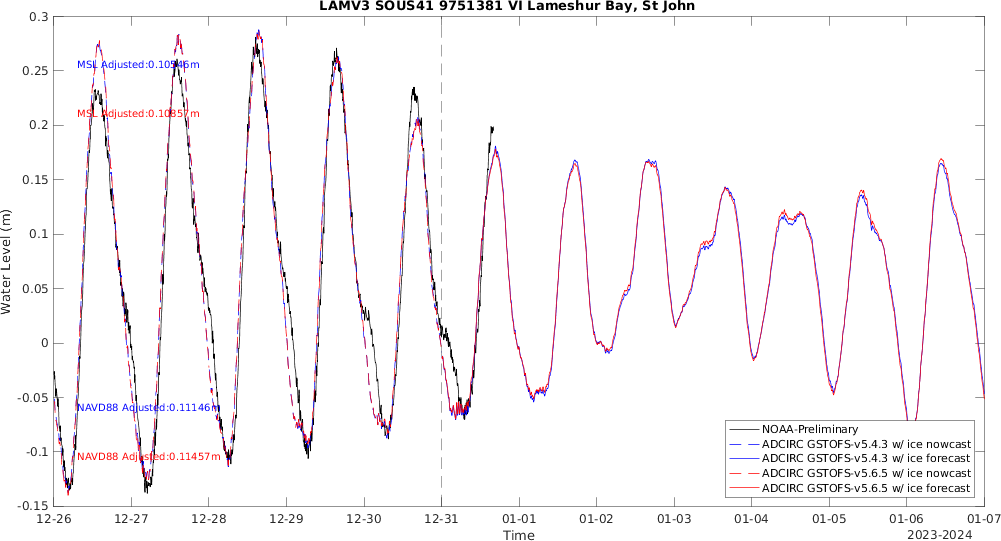 LAMV3 SOUS41 9751381 VI Lameshur Bay, St John
0.3
0.25
0.2
0.15
0.1
0.05
0
-0.05
-0.1
-0.15
Water Level (m)
MSL Adjusted:0.10546m
MSL Adjusted:0.10857m
NAVD88 Adjusted:0.11146m
NAVD88 Adjusted:0.11457m
NOAA-Preliminary
ADCIRC GSTOFS-v5.4.3 w/ ice nowcast
ADCIRC GSTOFS-v5.4.3 w/ ice forecast
ADCIRC GSTOFS-v5.6.5 w/ ice nowcast
ADCIRC GSTOFS-v5.6.5 w/ ice forecast
12-26 12-27 12-28 12-29 12-30 12-31 01-01 01-02 01-03 01-04 01-05 01-06 01-07
Time
2023-2024